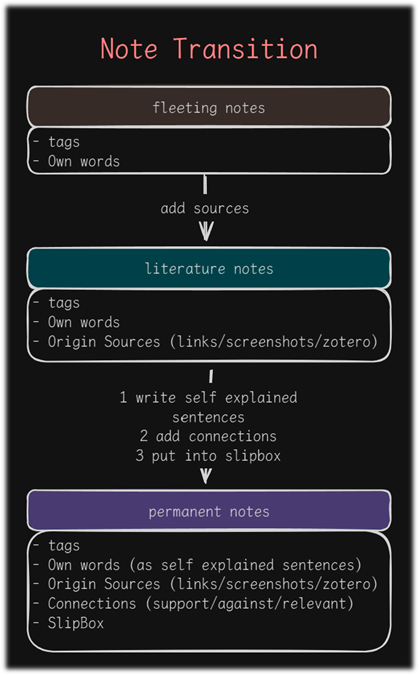 Note Transition
fleeting notes
- tags
- Own words
add sources
literature notes
- tags
- Own words
- Origin Sources (links/screenshots/zotero)
1 write self explained
sentences
2 add connections
3 put into slipbox
permanent notes
- tags
- Own words (as self explained sentences)
- Origin Sources (links/screenshots/zotero)
- Connections (support/against/relevant)
- SlipBox